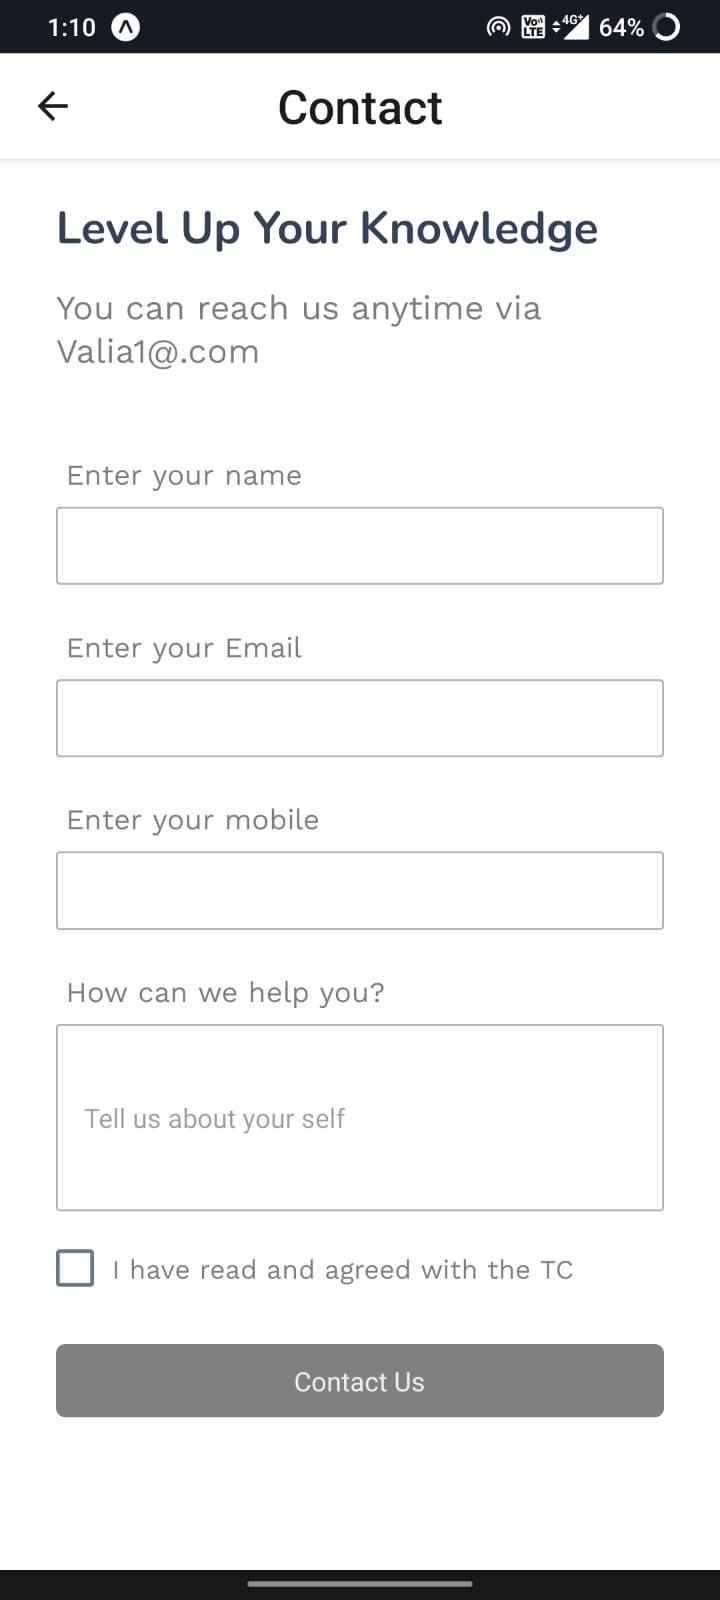 1:10
Vo LTE 4G+ 64%
Contact
Level Up Your Knowledge
You can reach us anytime via
Valia1@.com
Enter your name
Enter your Email
Enter your mobile
How can we help you?
Tell us about your self
I have read and agreed with the TC
Contact Us